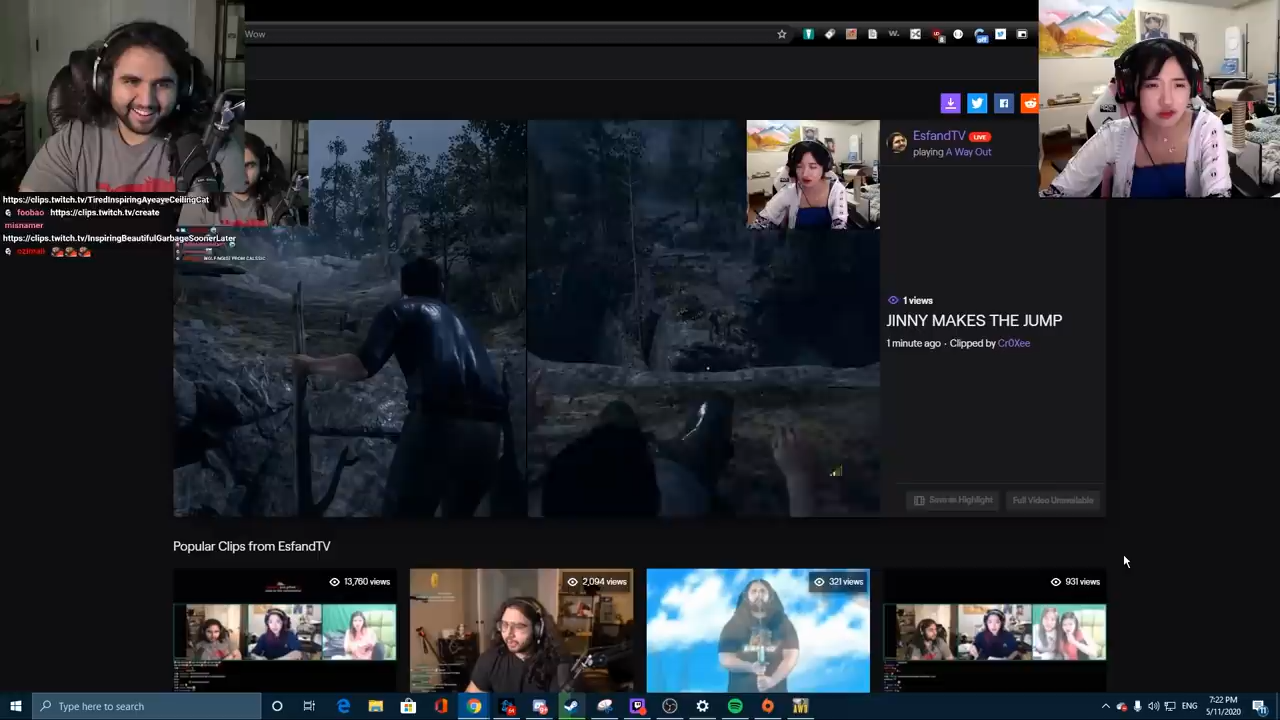 Wow
https://clips.twitch.tv/TiredInspiringAyeayeCeilingCat
foobao https://clips.twitch.tv/create
misnamer
https://clips.twitch.tv/InspiringBeautifulGarbageSoonerLater
EsfandTV LIVE
playing A Way Out
1 views
JINNY MAKES THE JUMP
1 minute ago · Clipped by Cr0Xee
Save as Highlight
Full Video Unavailable
Popular Clips from EsfandTV
13,760 views
2,094 views
321 views
931 views
Type here to search
ENG
7:22 PM
5/11/2020